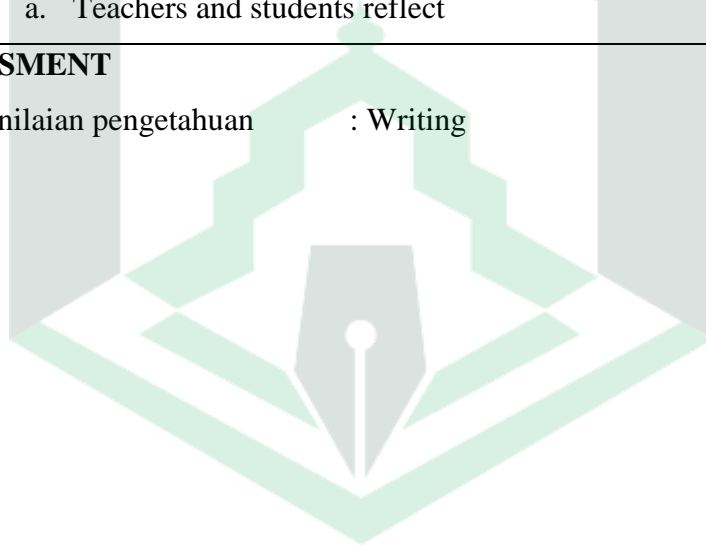 a. Teachers and students reflect
SMENT
nilaian pengetahuan : Writing